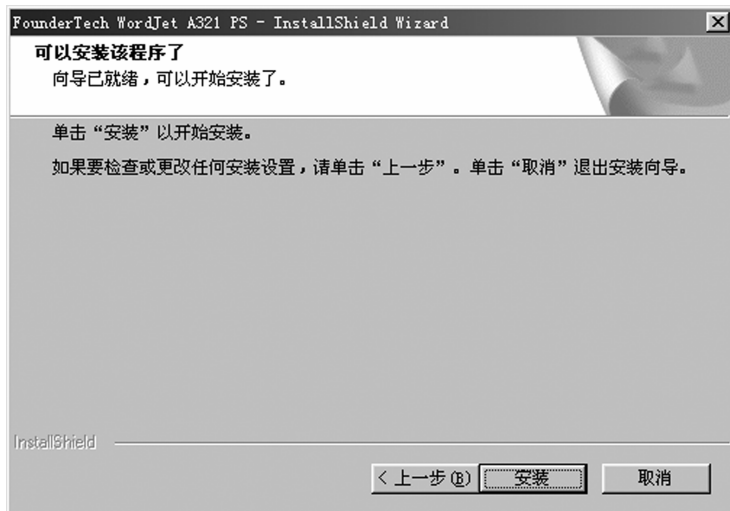 FounderTech WordJet A321 PS - InstallShield Wizard
可以安装该程序了
向导已就绪，可以开始安装了。
单击“安装”以开始安装。
如果要检查或更改任何安装设置，请单击“上一步”。单击“取消”退出安装向导。
InstallShield
< 上一步(B) 安装 取消